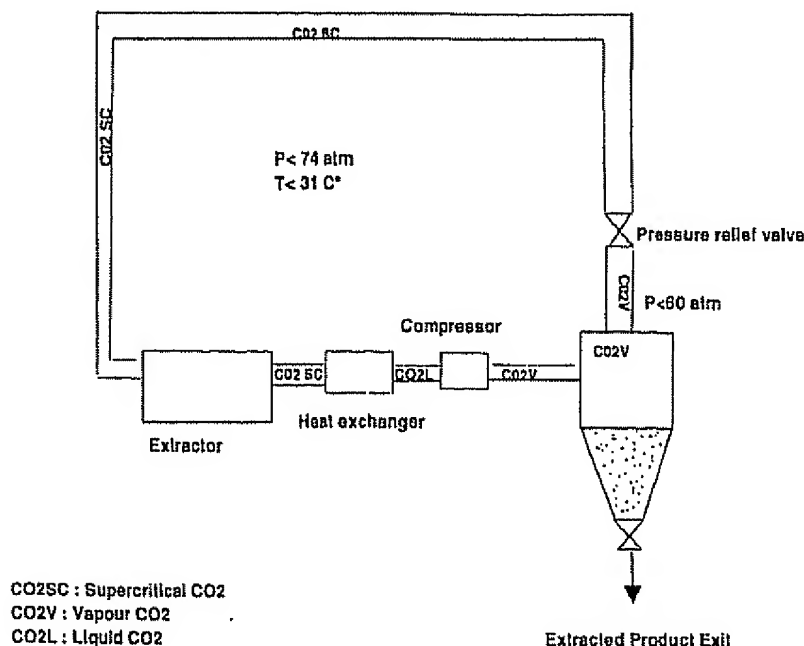 CO2 SC
CO2 SC
P< 74 atm
T< 31 C°
Pressure relief valve
CO2V
P<60 atm
Compressor
CO2V
CO2 SC
CO2L
CO2V
Heat exchanger
Extractor
CO2SC : Supercritical CO2
CO2V : Vapour CO2
CO2L : Liquid CO2
Extracted Product Exit